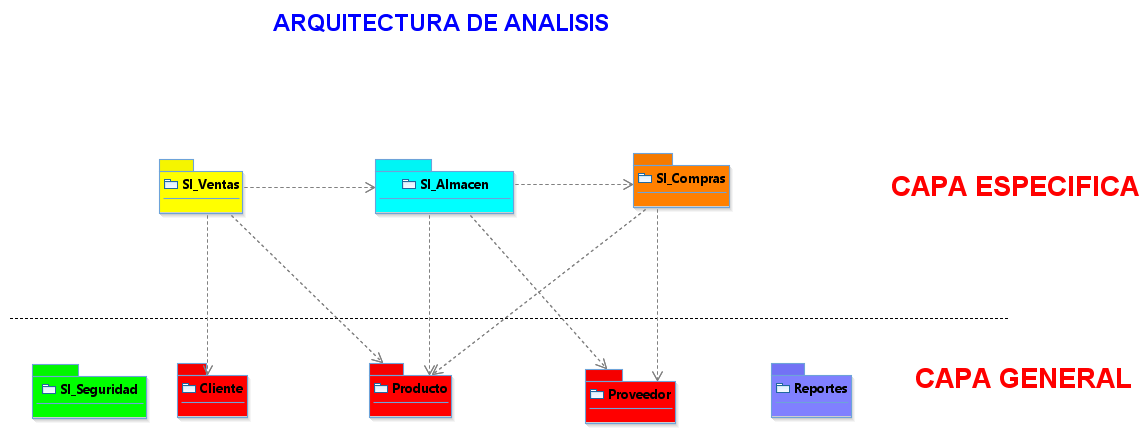 ARQUITECTURA DE ANALISIS
SI_Ventas
SI_Almacen
SI_Compras
CAPA ESPECIFICA
SI_Seguridad
Cliente
Producto
Proveedor
Reportes
CAPA GENERAL